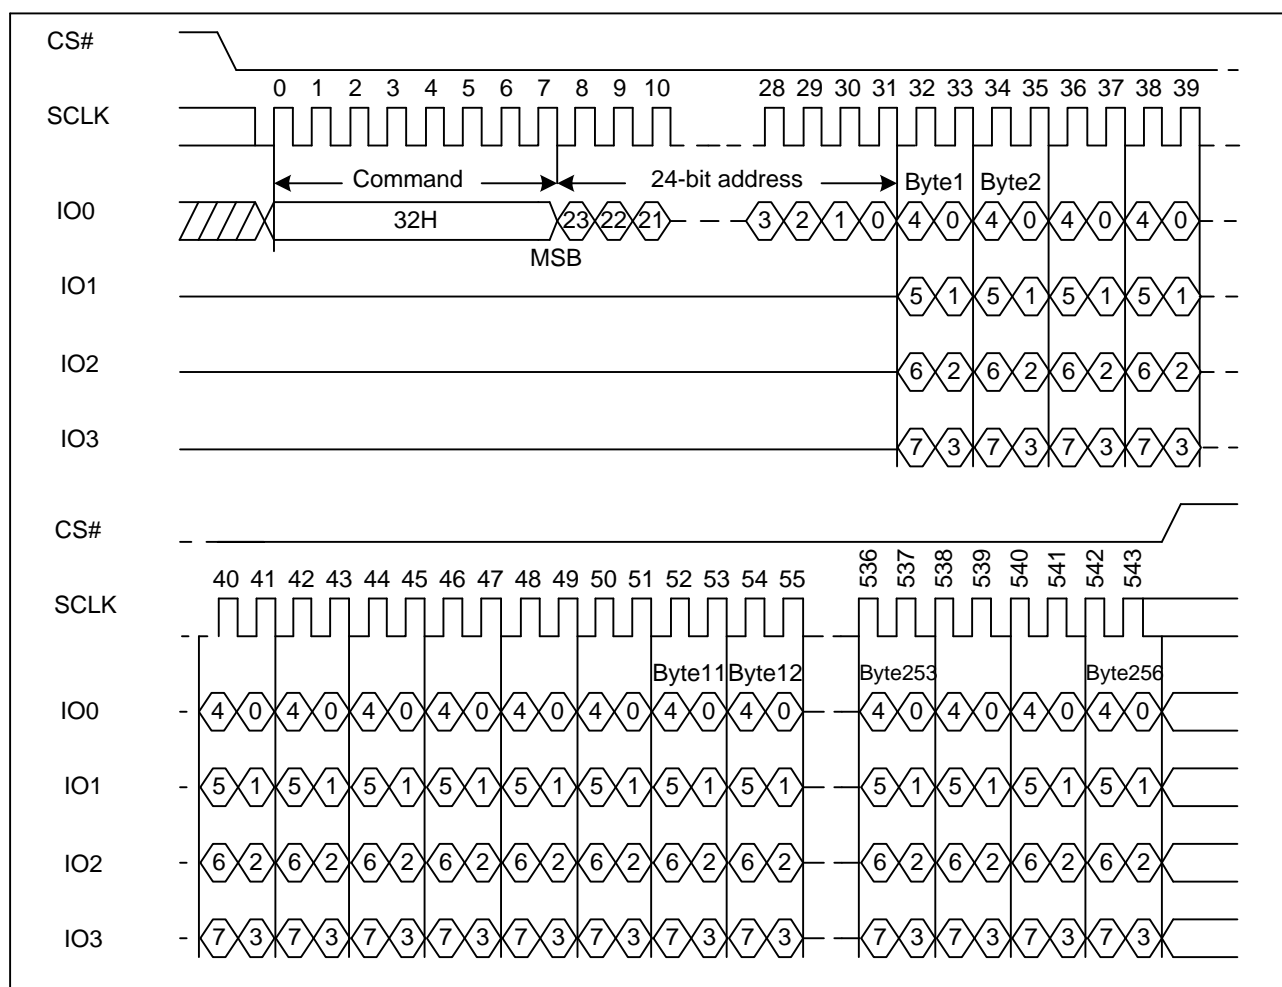 CS#
0 1 2 3 4 5 6 7 8 9 10 28 29 30 31 32 33 34 35 36 37 38 39
SCLK
Command 24-bit address Byte1 Byte2
IO0 32H 23 22 21 3 2 1 0 4 0 4 0 4 0 4 0
MSB
IO1 5 1 5 1 5 1 5 1
IO2 6 2 6 2 6 2 6 2
IO3 7 3 7 3 7 3 7 3
CS#
40 41 42 43 44 45 46 47 48 49 50 51 52 53 54 55 536 537 538 539 540 541 542 543
SCLK
Byte11 Byte12 Byte253 Byte256
IO0 4 0 4 0 4 0 4 0 4 0 4 0 4 0 4 0 4 0 4 0 4 0 4 0
IO1 5 1 5 1 5 1 5 1 5 1 5 1 5 1 5 1 5 1 5 1 5 1 5 1
IO2 6 2 6 2 6 2 6 2 6 2 6 2 6 2 6 2 6 2 6 2 6 2 6 2
IO3 7 3 7 3 7 3 7 3 7 3 7 3 7 3 7 3 7 3 7 3 7 3 7 3